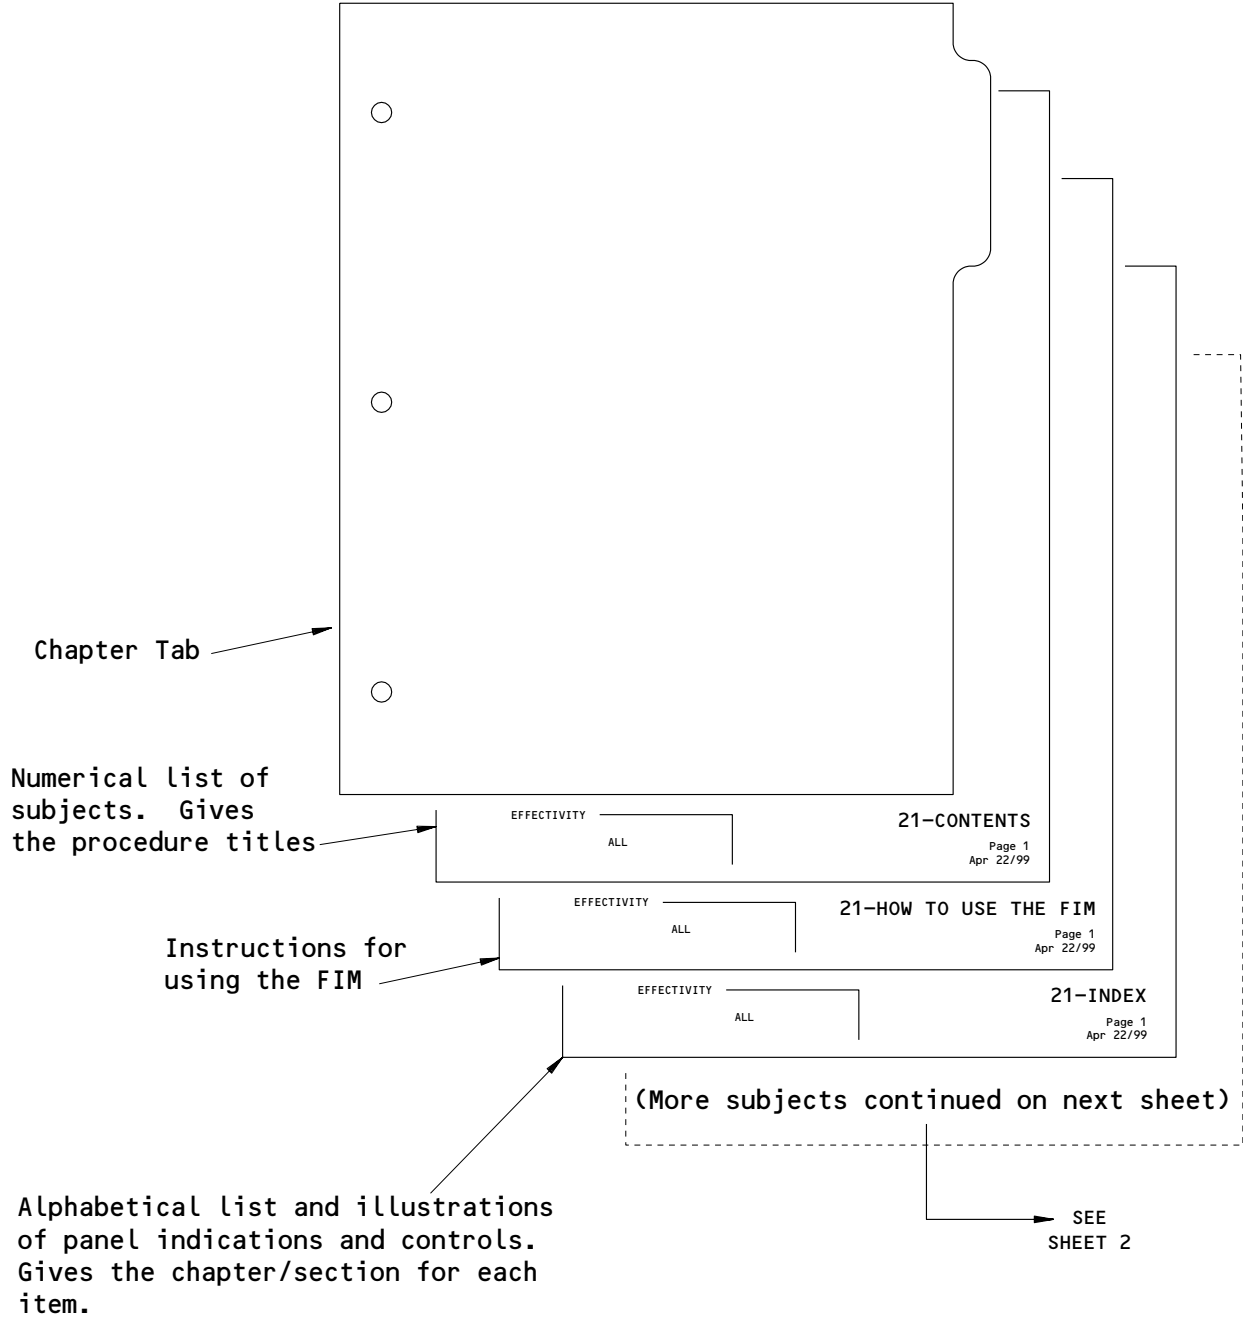 Chapter Tab
Numerical list of
subjects.  Gives
the procedure titles
EFFECTIVITY
ALL
21-CONTENTS
Page 1
Apr 22/99
Instructions for
using the FIM
EFFECTIVITY
ALL
21-HOW TO USE THE FIM
Page 1
Apr 22/99
EFFECTIVITY
ALL
21-INDEX
Page 1
Apr 22/99
(More subjects continued on next sheet)
Alphabetical list and illustrations
of panel indications and controls.
Gives the chapter/section for each
item.
SEE
SHEET 2